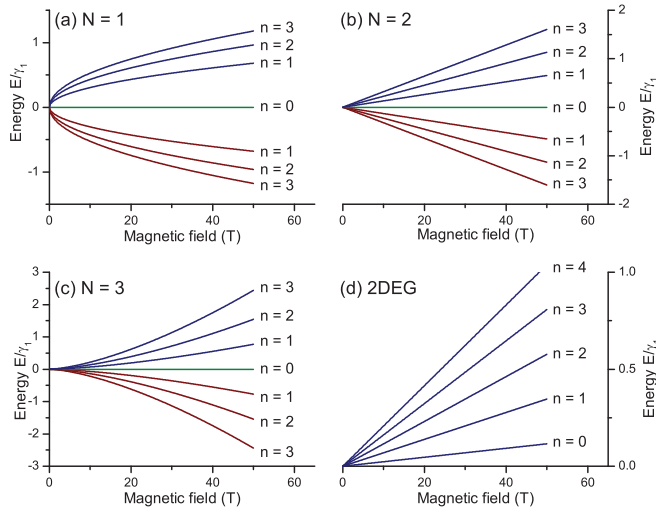 (a) N = 1
Energy E/γ₁
1
0
-1
0
20
40
60
Magnetic field (T)
n = 3
n = 2
n = 1
n = 0
n = 1
n = 2
n = 3
(b) N = 2
n = 3
n = 2
n = 1
n = 0
n = 1
n = 2
n = 3
2
1
0
-1
-2
Energy E/γ₁
0
20
40
60
Magnetic field (T)
(c) N = 3
Energy E/γ₁
3
2
1
0
-1
-2
-3
0
20
40
60
Magnetic field (T)
n = 3
n = 2
n = 1
n = 0
n = 1
n = 2
n = 3
(d) 2DEG
n = 4
n = 3
n = 2
n = 1
n = 0
1.0
0.5
0.0
Energy
0
20
40
60
Magnetic field (T)